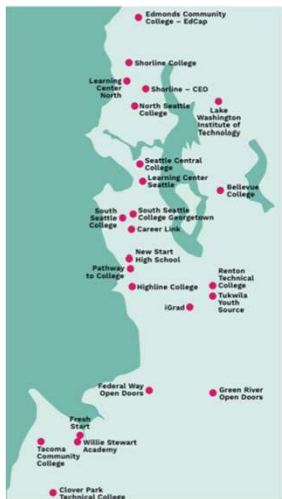 Edmonds Community
College – EdCap
Shorline College
Learning
Center
North
Shorline – CEO
North Seattle
College
Lake
Washington
Institute of
Technology
Seattle Central
College
Learning Center
Seattle
Bellevue
College
South
Seattle
College
South Seattle
College Georgetown
Career Link
New Start
High School
Pathway
to College
Renton
Technical
College
Highline College
Tukwila
Youth
Source
iGrad
Federal Way
Open Doors
Green River
Open Doors
Fresh
Start
Willie Stewart
Academy
Tacoma
Community
College
Clover Park
Technical College